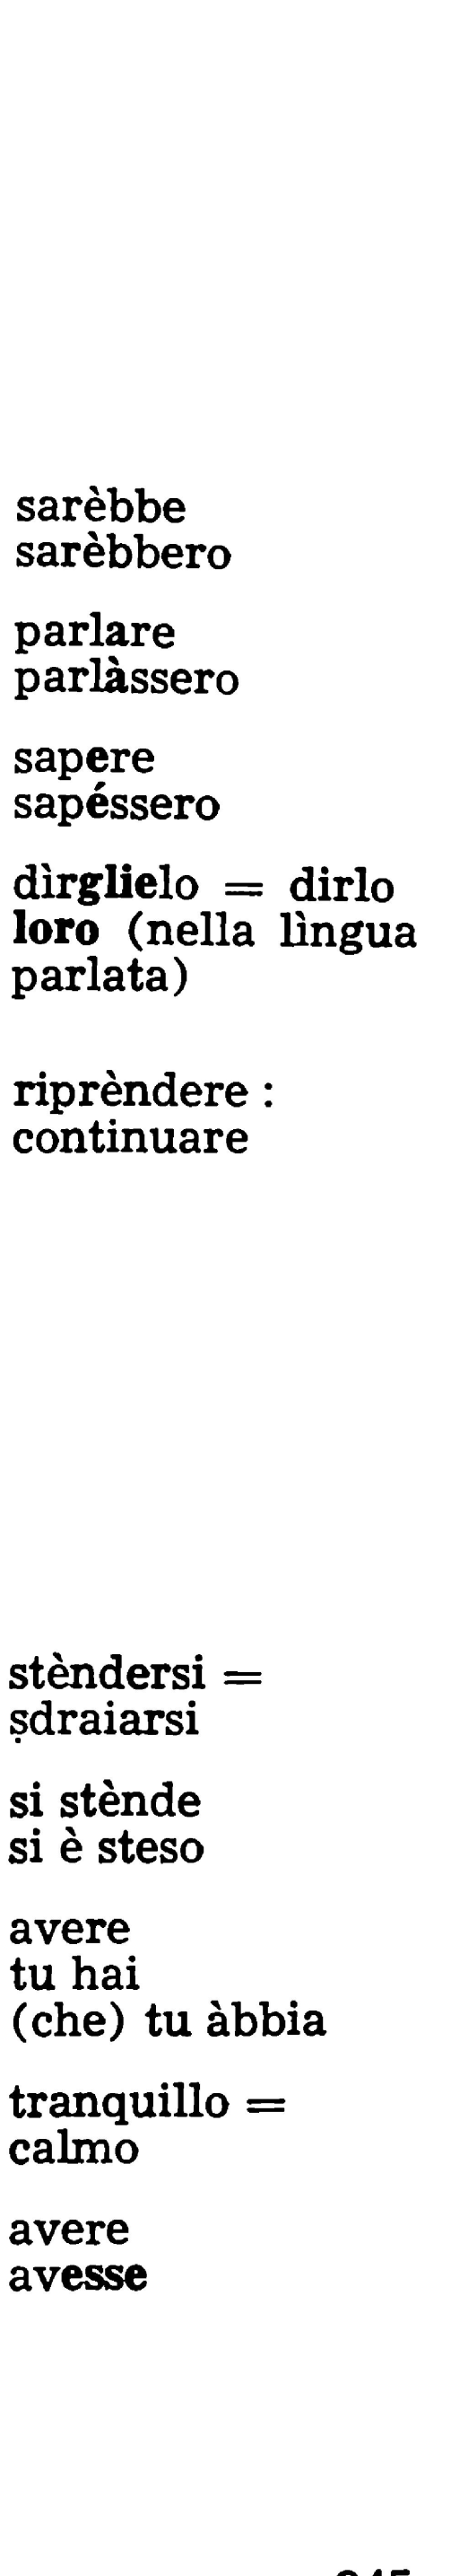 sarèbbe
sarèbbero
parlare
parlàssero
sapere
sapéssero
dìrglielo = dirlo
loro (nella lìngua
parlata)
riprèndere :
continuare
stèndersi =
ṣdraiarsi
si stènde
si è steso
avere
tu hai
(che) tu àbbia
tranquillo =
calmo
avere
avesse